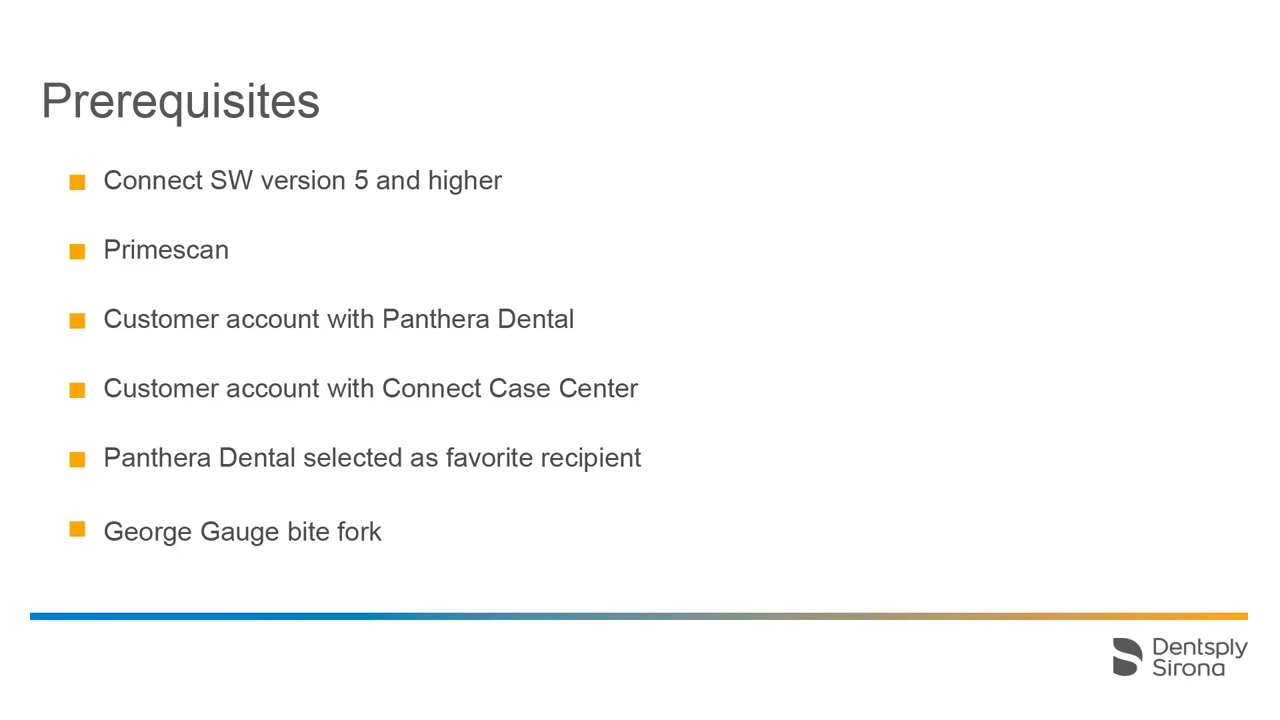 Prerequisites
Connect SW version 5 and higher
Primescan
Customer account with Panthera Dental
Customer account with Connect Case Center
Panthera Dental selected as favorite recipient
George Gauge bite fork
Dentsply
Sirona